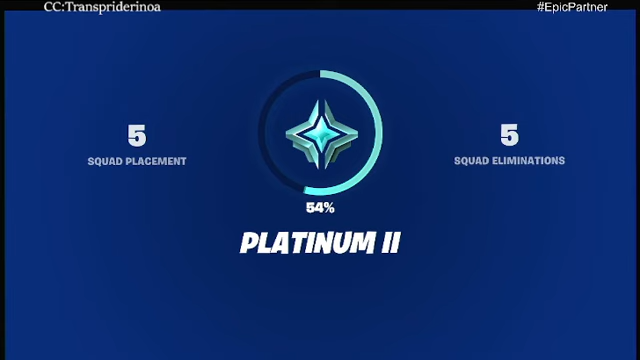 CC:Transpriderinoa
#EpicPartner
5
SQUAD PLACEMENT
5
SQUAD ELIMINATIONS
54%
PLATINUM II